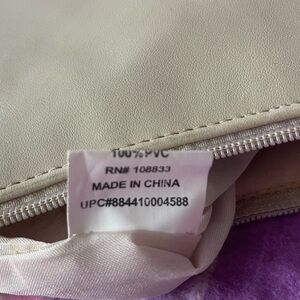 100% PVC
RN# 108833
MADE IN CHINA
UPC#884410004588